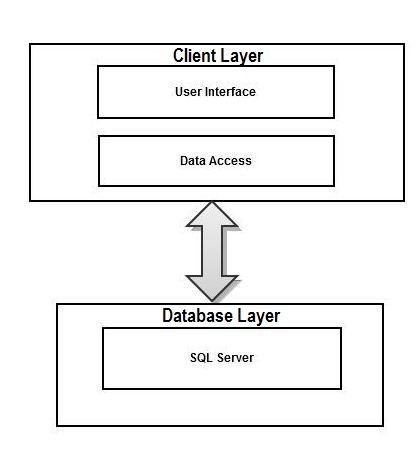 Client Layer
User Interface
Data Access
Database Layer
SQL Server